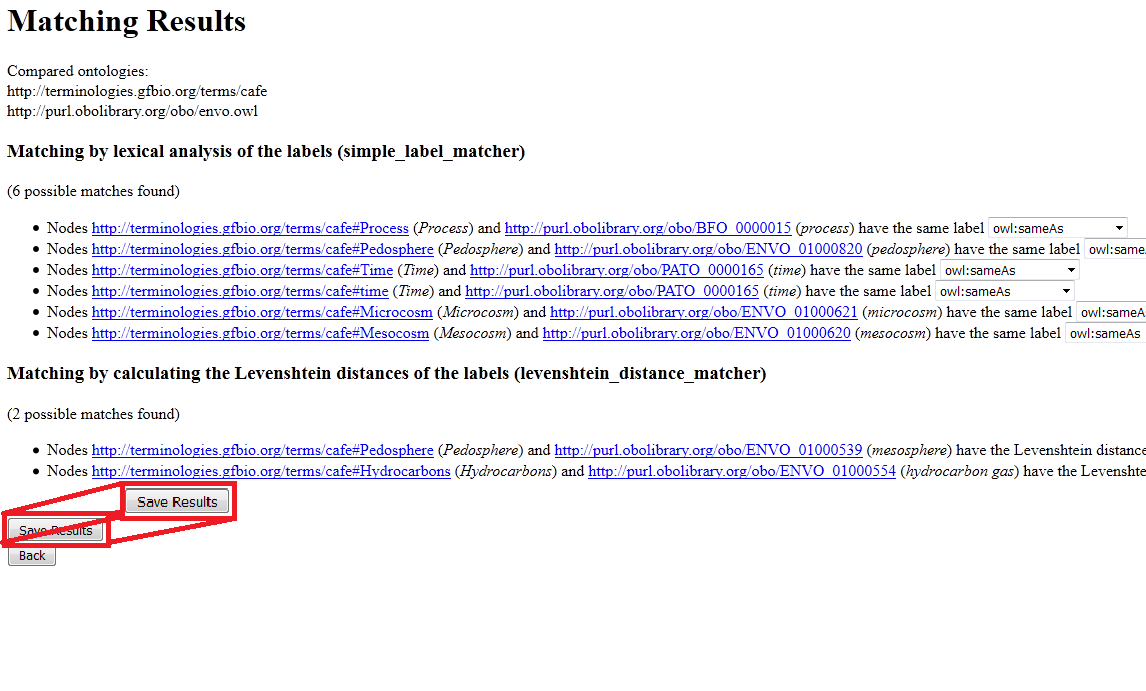 Matching Results
Compared ontologies:
http://terminologies.gfbio.org/terms/cafe
http://purl.obolibrary.org/obo/envo.owl
Matching by lexical analysis of the labels (simple_label_matcher)
(6 possible matches found)
Nodes http://terminologies.gfbio.org/terms/cafe#Process (Process) and http://purl.obolibrary.org/obo/BFO_0000015 (process) have the same label owl:sameAs
Nodes http://terminologies.gfbio.org/terms/cafe#Pedosphere (Pedosphere) and http://purl.obolibrary.org/obo/ENVO_01000820 (pedosphere) have the same label owl:same
Nodes http://terminologies.gfbio.org/terms/cafe#Time (Time) and http://purl.obolibrary.org/obo/PATO_0000165 (time) have the same label owl:sameAs
Nodes http://terminologies.gfbio.org/terms/cafe#time (Time) and http://purl.obolibrary.org/obo/PATO_0000165 (time) have the same label owl:sameAs
Nodes http://terminologies.gfbio.org/terms/cafe#Microcosm (Microcosm) and http://purl.obolibrary.org/obo/ENVO_01000621 (microcosm) have the same label owl:sameA
Nodes http://terminologies.gfbio.org/terms/cafe#Mesocosm (Mesocosm) and http://purl.obolibrary.org/obo/ENVO_01000620 (mesocosm) have the same label owl:sameAs
Matching by calculating the Levenshtein distances of the labels (levenshtein_distance_matcher)
(2 possible matches found)
Nodes http://terminologies.gfbio.org/terms/cafe#Pedosphere (Pedosphere) and http://purl.obolibrary.org/obo/ENVO_01000539 (mesosphere) have the Levenshtein distance
Nodes http://terminologies.gfbio.org/terms/cafe#Hydrocarbons (Hydrocarbons) and http://purl.obolibrary.org/obo/ENVO_01000554 (hydrocarbon gas) have the Levenshte
Save Results
Save Results
Back